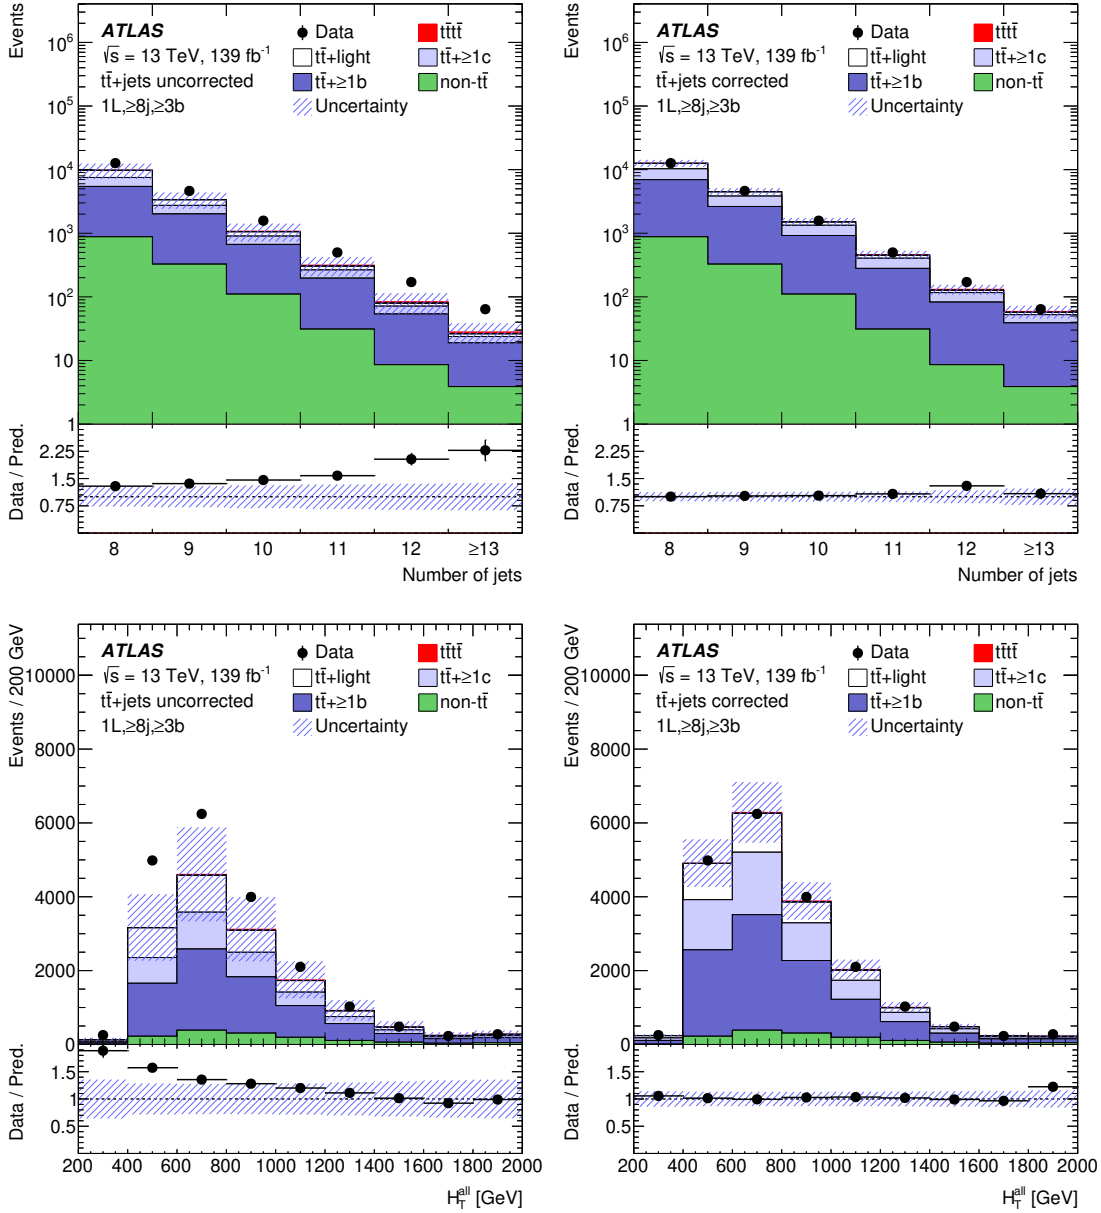 Events
10⁶
10⁵
10⁴
10³
10²
10
1
ATLAS
√s = 13 TeV, 139 fb⁻¹
tt̄+jets uncorrected
1L,≥8j,≥3b
Data
tt̄tt̄
tt̄+light
tt̄+≥1c
tt̄+≥1b
non-tt̄
Uncertainty
Data / Pred.
2.25
1.5
0.75
8 9 10 11 12 ≥13
Number of jets
Events
10⁶
10⁵
10⁴
10³
10²
10
1
ATLAS
√s = 13 TeV, 139 fb⁻¹
tt̄+jets corrected
1L,≥8j,≥3b
Data
tt̄tt̄
tt̄+light
tt̄+≥1c
tt̄+≥1b
non-tt̄
Uncertainty
Data / Pred.
2.25
1.5
0.75
8 9 10 11 12 ≥13
Number of jets
Events / 200 GeV
10000
8000
6000
4000
2000
0
ATLAS
√s = 13 TeV, 139 fb⁻¹
tt̄+jets uncorrected
1L,≥8j,≥3b
Data
tt̄tt̄
tt̄+light
tt̄+≥1c
tt̄+≥1b
non-tt̄
Uncertainty
Data / Pred.
1.5
1
0.5
200 400 600 800 1000 1200 1400 1600 1800 2000
H_T^all [GeV]
Events / 200 GeV
10000
8000
6000
4000
2000
0
ATLAS
√s = 13 TeV, 139 fb⁻¹
tt̄+jets corrected
1L,≥8j,≥3b
Data
tt̄tt̄
tt̄+light
tt̄+≥1c
tt̄+≥1b
non-tt̄
Uncertainty
Data / Pred.
1.5
1
0.5
200 400 600 800 1000 1200 1400 1600 1800 2000
H_T^all [GeV]